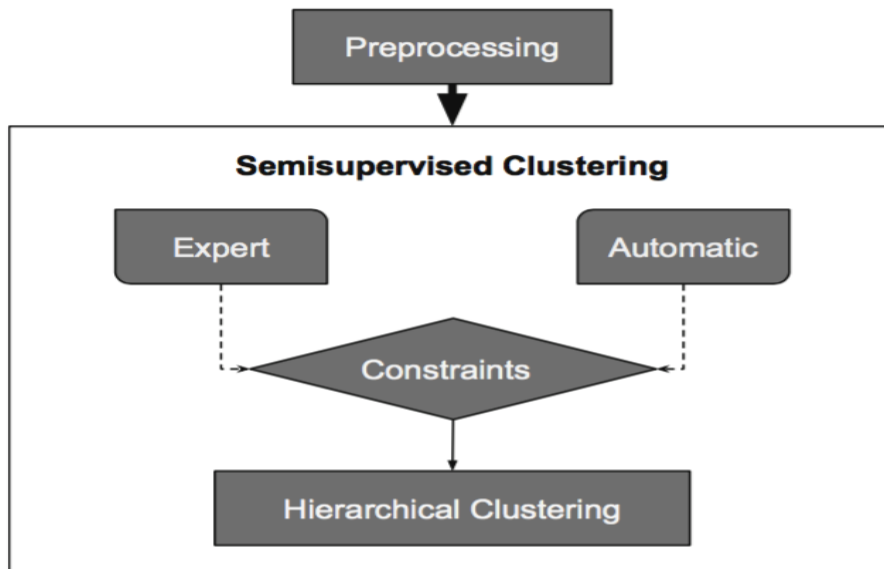 Preprocessing
Semisupervised Clustering
Expert
Automatic
Constraints
Hierarchical Clustering